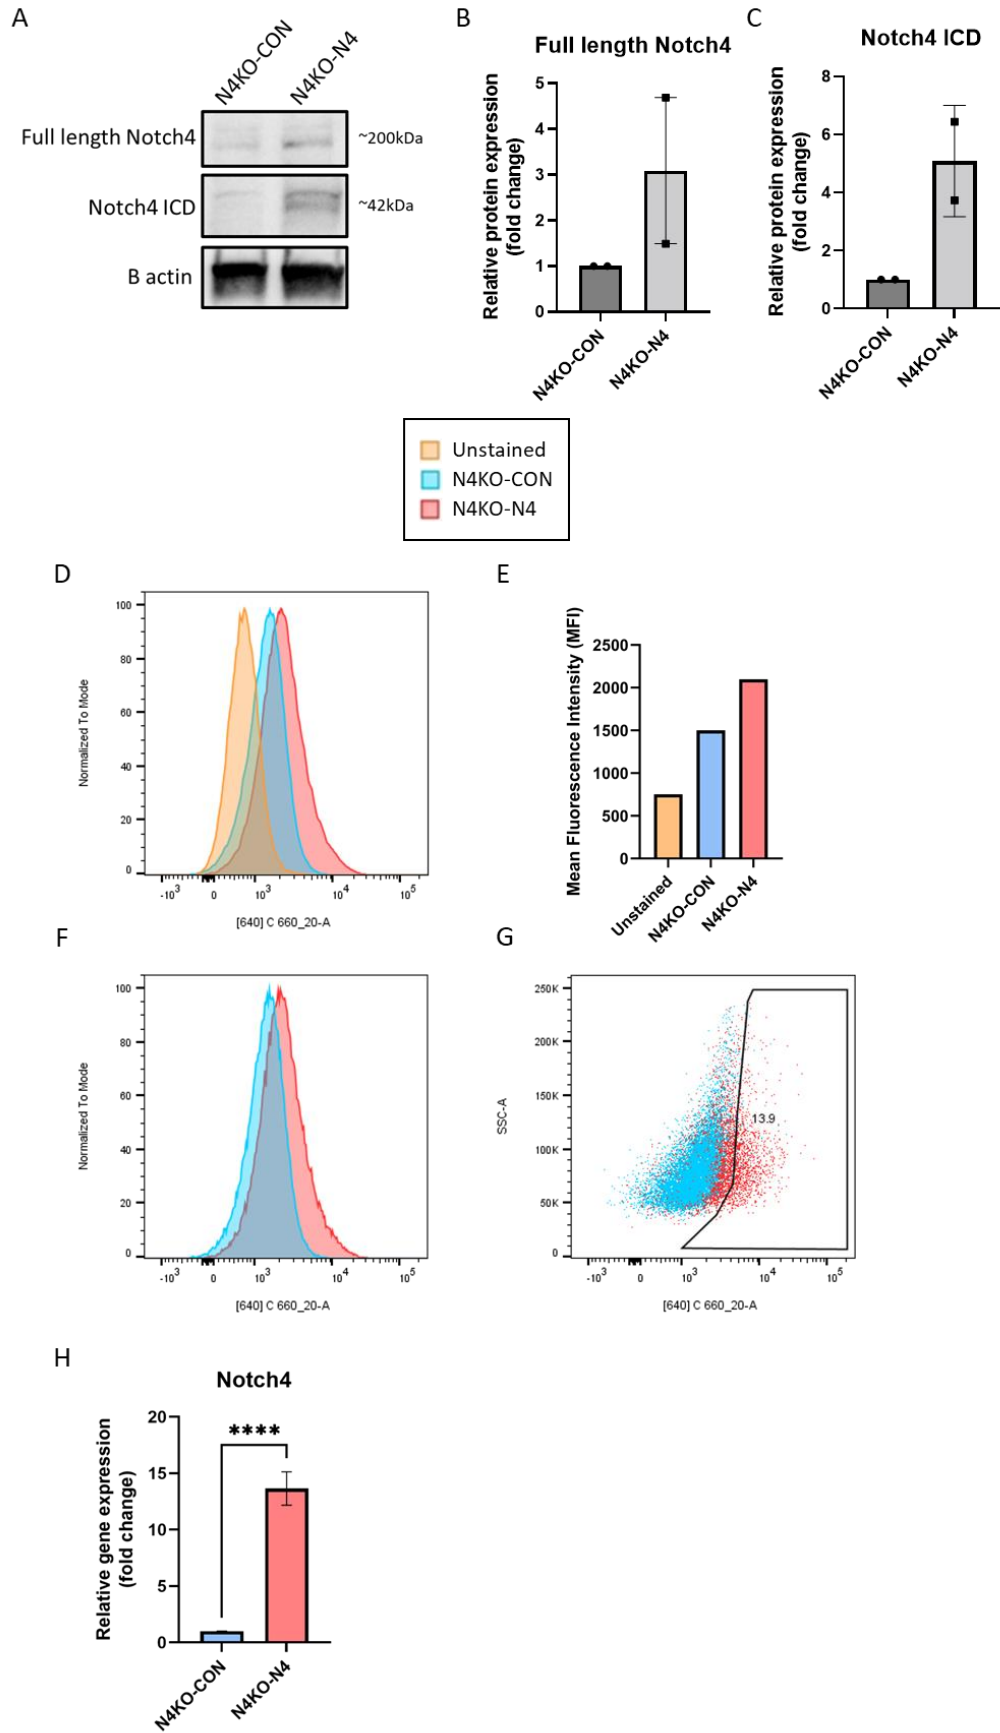 A
N4KO-CON
N4KO-N4
Full length Notch4
~200kDa
Notch4 ICD
~42kDa
B actin
B
Full length Notch4
Relative protein expression
(fold change)
5
4
3
2
1
0
N4KO-CON
N4KO-N4
C
Notch4 ICD
Relative protein expression
(fold change)
8
6
4
2
0
N4KO-CON
N4KO-N4
Unstained
N4KO-CON
N4KO-N4
D
Normalized To Mode
100
80
60
40
20
0
-10³
0
10³
10⁴
10⁵
[640] C 660_20-A
E
Mean Fluorescence Intensity (MFI)
2500
2000
1500
1000
500
0
Unstained
N4KO-CON
N4KO-N4
F
Normalized To Mode
100
80
60
40
20
0
-10³
0
10³
10⁴
10⁵
[640] C 660_20-A
G
SSC-A
250K
200K
150K
100K
50K
0
13.9
-10³
0
10³
10⁴
10⁵
[640] C 660_20-A
H
Notch4
Relative gene expression
(fold change)
20
15
10
5
0
****
N4KO-CON
N4KO-N4